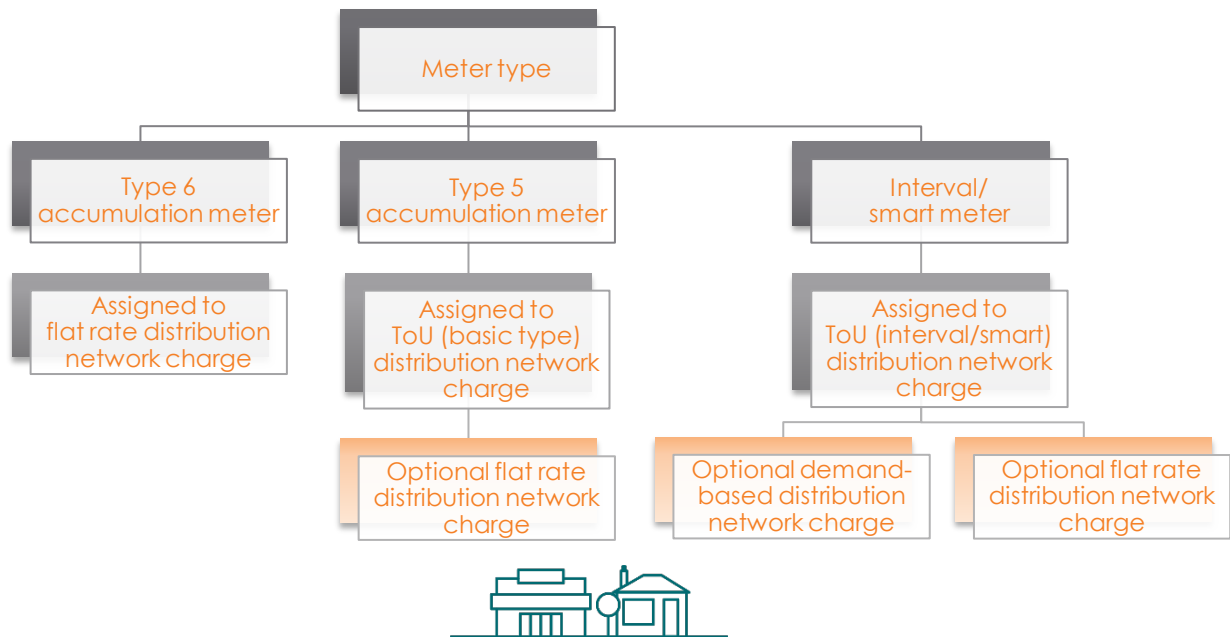 Meter type
Type 6
accumulation meter
Type 5
accumulation meter
Interval/
smart meter
Assigned to
flat rate distribution
network charge
Assigned to
ToU (basic type)
distribution network
charge
Assigned to
ToU (interval/smart)
distribution network
charge
Optional flat rate
distribution network
charge
Optional demand-
based distribution
network charge
Optional flat rate
distribution network
charge